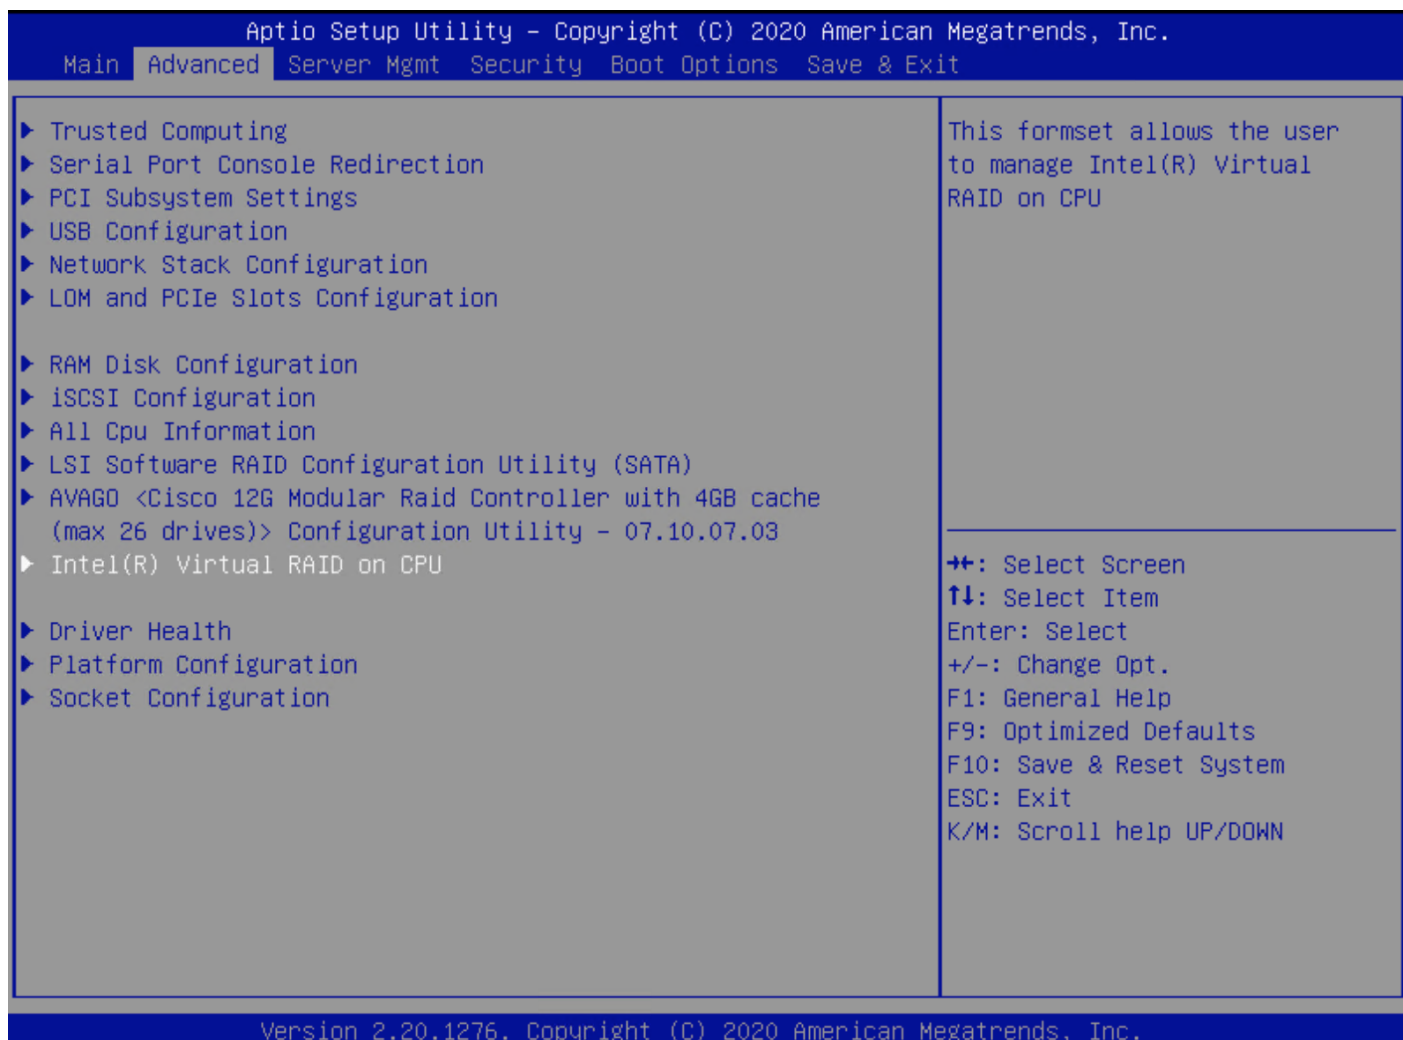 Aptio Setup Utility – Copyright (C) 2020 American Megatrends, Inc.
Main Advanced Server Mgmt Security Boot Options Save & Exit
Trusted Computing
Serial Port Console Redirection
PCI Subsystem Settings
USB Configuration
Network Stack Configuration
LOM and PCIe Slots Configuration
RAM Disk Configuration
iSCSI Configuration
All Cpu Information
LSI Software RAID Configuration Utility (SATA)
AVAGO <Cisco 12G Modular Raid Controller with 4GB cache
(max 26 drives)> Configuration Utility – 07.10.07.03
Intel(R) Virtual RAID on CPU
Driver Health
Platform Configuration
Socket Configuration
This formset allows the user
to manage Intel(R) Virtual
RAID on CPU
→←: Select Screen
↑↓: Select Item
Enter: Select
+/-: Change Opt.
F1: General Help
F9: Optimized Defaults
F10: Save & Reset System
ESC: Exit
K/M: Scroll help UP/DOWN
Version 2.20.1276. Copyright (C) 2020 American Megatrends, Inc.